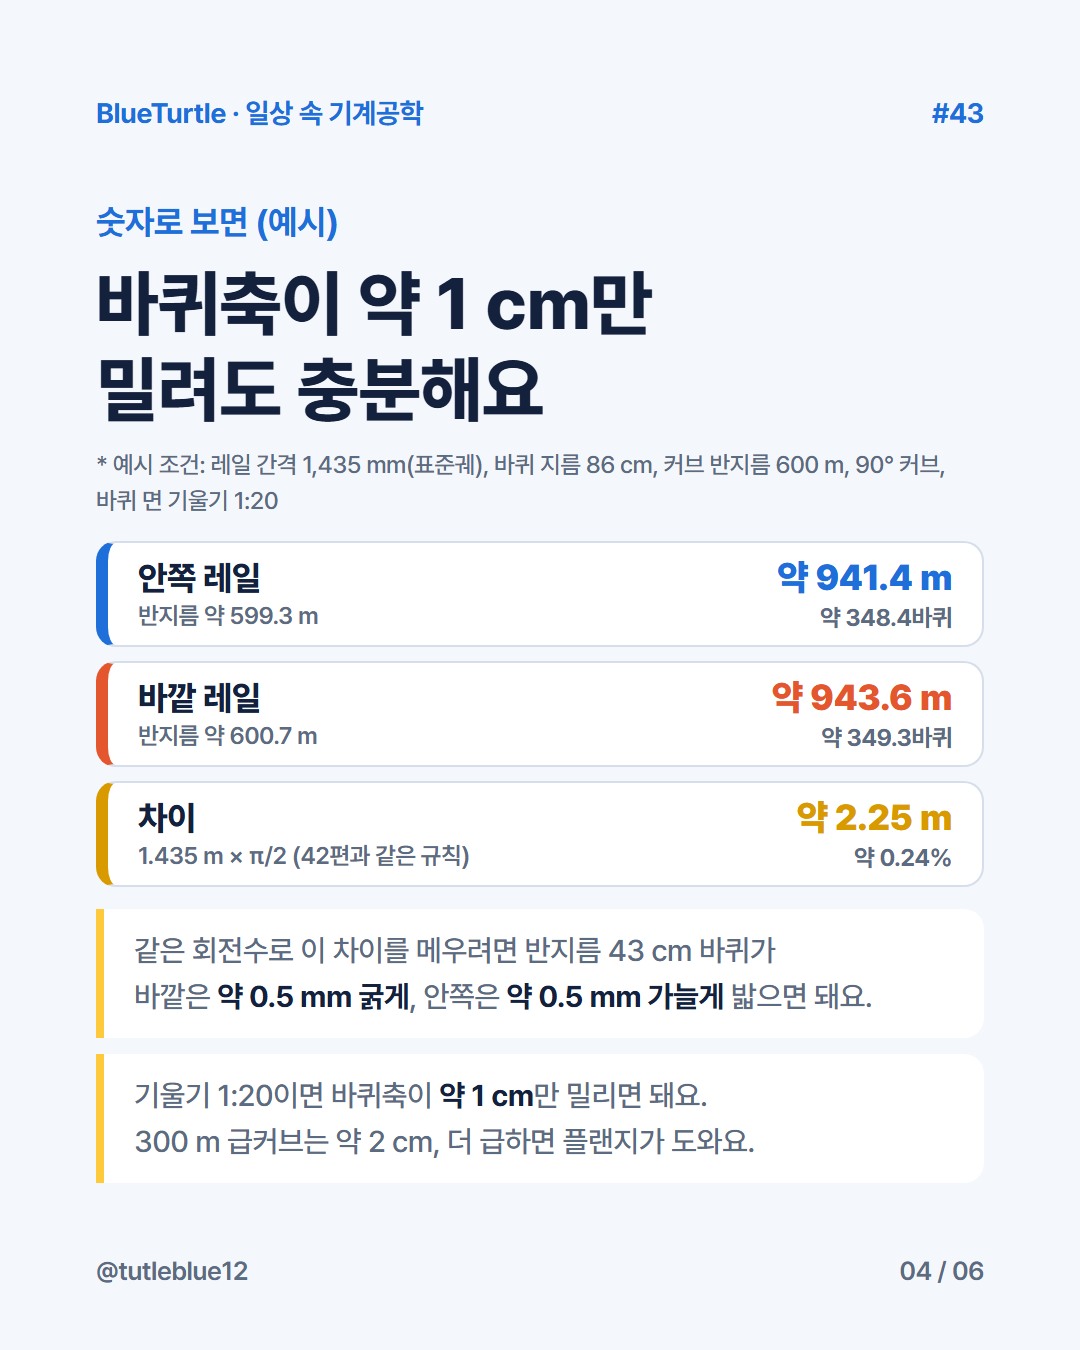 BlueTurtle · 일상 속 기계공학
#43
숫자로 보면 (예시)
바퀴축이 약 1 cm만
밀려도 충분해요
* 예시 조건: 레일 간격 1,435 mm(표준궤), 바퀴 지름 86 cm, 커브 반지름 600 m, 90° 커브,
바퀴 면 기울기 1:20
안쪽 레일
약 941.4 m
반지름 약 599.3 m
약 348.4바퀴
바깥 레일
약 943.6 m
반지름 약 600.7 m
약 349.3바퀴
차이
약 2.25 m
1.435 m × π/2 (42편과 같은 규칙)
약 0.24%
같은 회전수로 이 차이를 메우려면 반지름 43 cm 바퀴가
바깥은 약 0.5 mm 굵게, 안쪽은 약 0.5 mm 가늘게 밟으면 돼요.
기울기 1:20이면 바퀴축이 약 1 cm만 밀리면 돼요.
300 m 급커브는 약 2 cm, 더 급하면 플랜지가 도와요.
@tutleblue12
04 / 06